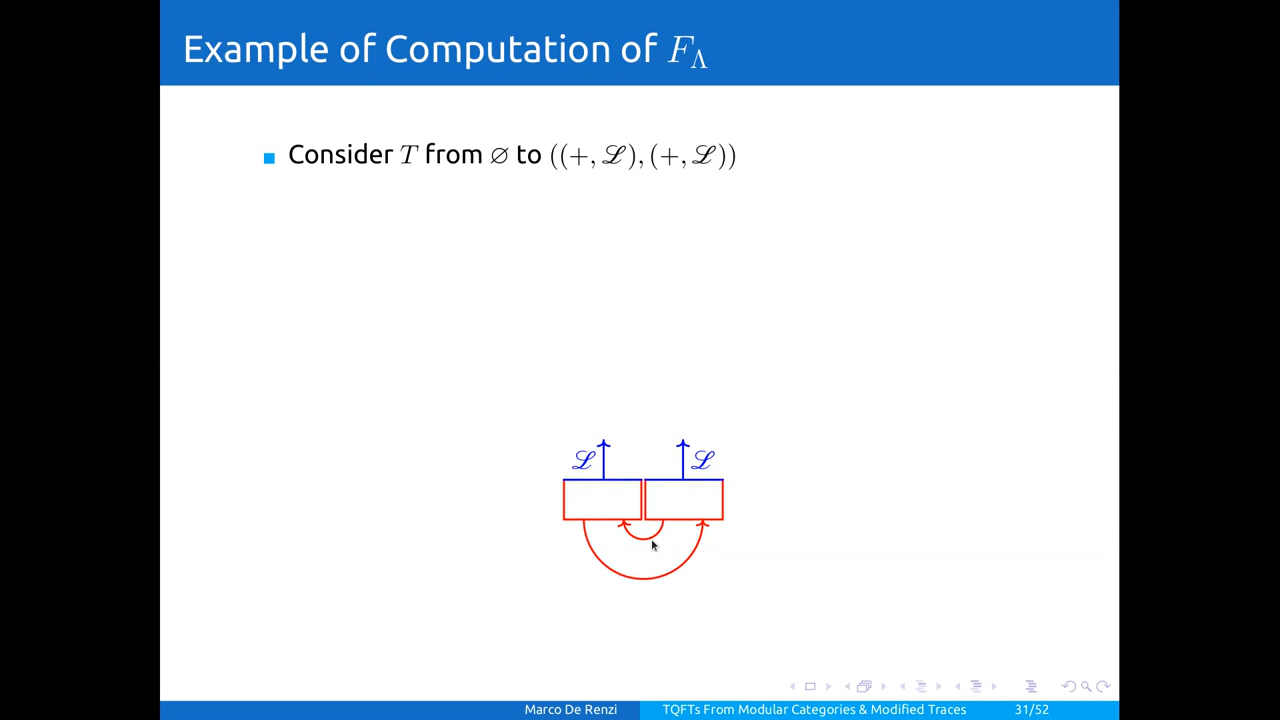 Example of Computation of F_Λ
Consider T from ∅ to ((+, ℒ), (+, ℒ))
ℒ ℒ
Marco De Renzi TQFTs From Modular Categories & Modified Traces 31/52